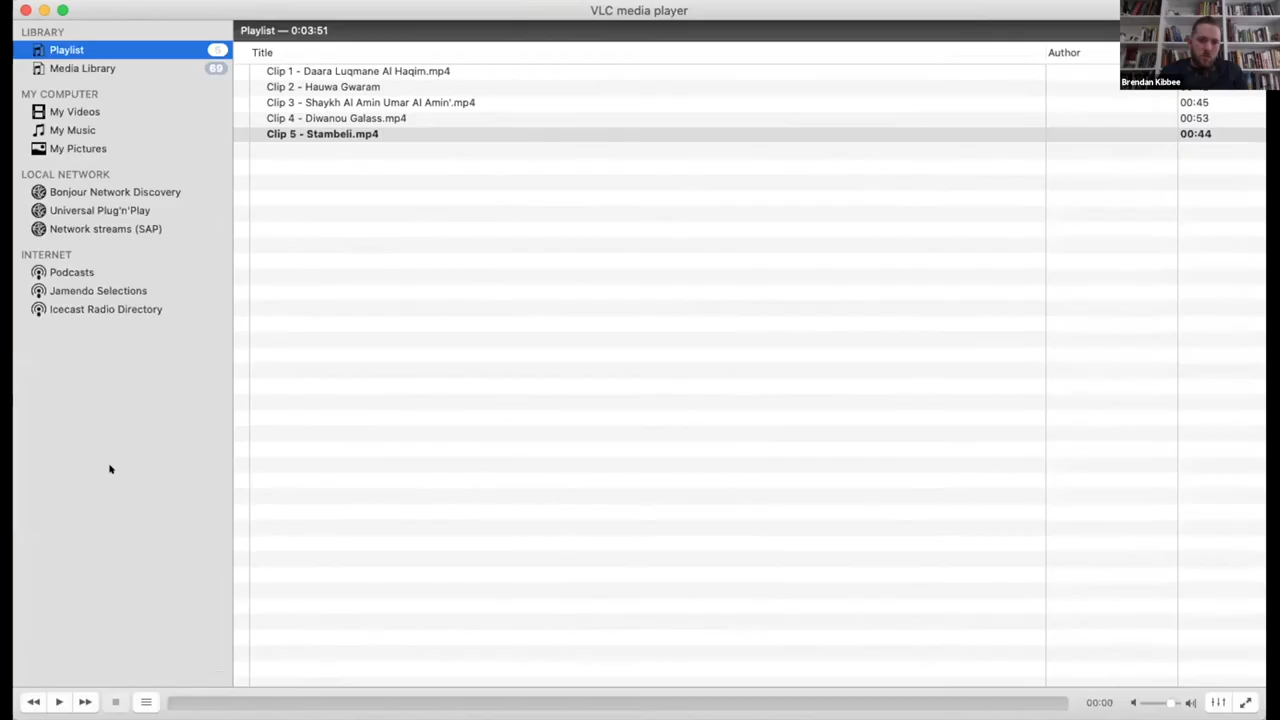 VLC media player
LIBRARY
Playlist 5
Media Library 69
MY COMPUTER
My Videos
My Music
My Pictures
LOCAL NETWORK
Bonjour Network Discovery
Universal Plug'n'Play
Network streams (SAP)
INTERNET
Podcasts
Jamendo Selections
Icecast Radio Directory
Playlist — 0:03:51
Title Author
Clip 1 - Daara Luqmane Al Haqim.mp4
Clip 2 - Hauwa Gwaram
Clip 3 - Shaykh Al Amin Umar Al Amin'.mp4 00:45
Clip 4 - Diwanou Galass.mp4 00:53
Clip 5 - Stambeli.mp4 00:44
Brendan Kibbee
00:00